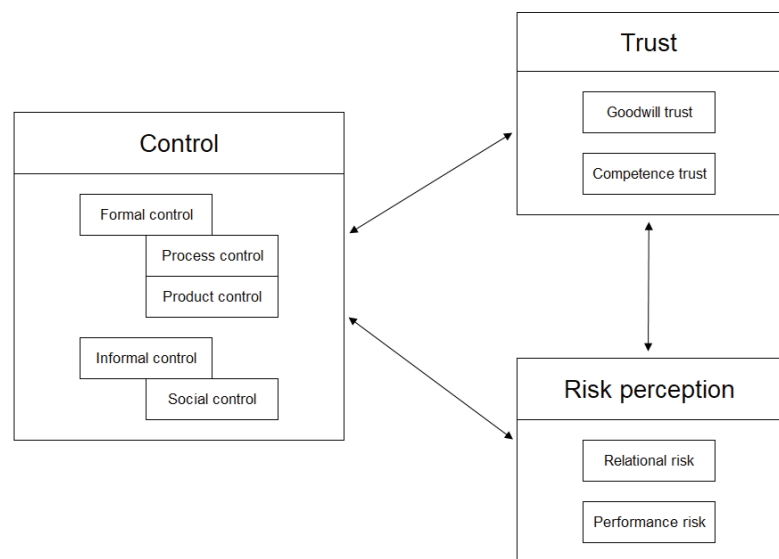 Control
Formal control
Process control
Product control
Informal control
Social control
Trust
Goodwill trust
Competence trust
Risk perception
Relational risk
Performance risk